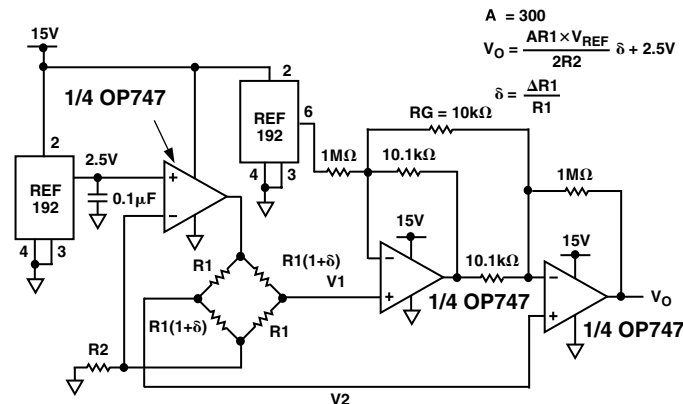 A = 300
V_O = AR1 × V_REF / 2R2 δ + 2.5V
δ = ΔR1 / R1
15V
1/4 OP747
2
REF
192
4
3
2.5V
0.1μF
+
−
2
REF
192
6
4
3
1MΩ
RG = 10kΩ
10.1kΩ
1MΩ
15V
−
+
1/4 OP747
10.1kΩ
15V
−
+
1/4 OP747
V_O
R1
R1(1+δ)
V1
R1(1+δ)
R1
R2
V2